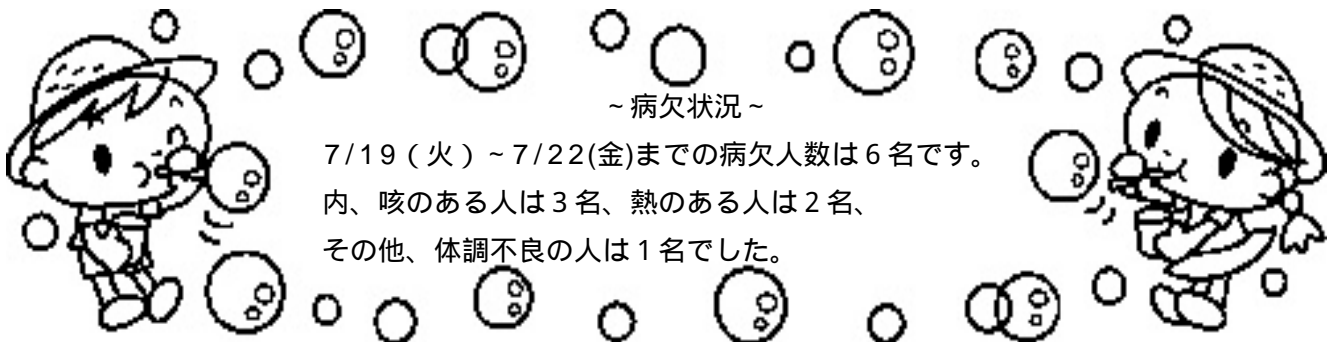 ～病欠状況～
7/19（火）～7/22(金)までの病欠人数は6名です。
内、咳のある人は3名、熱のある人は2名、
その他、体調不良の人は1名でした。